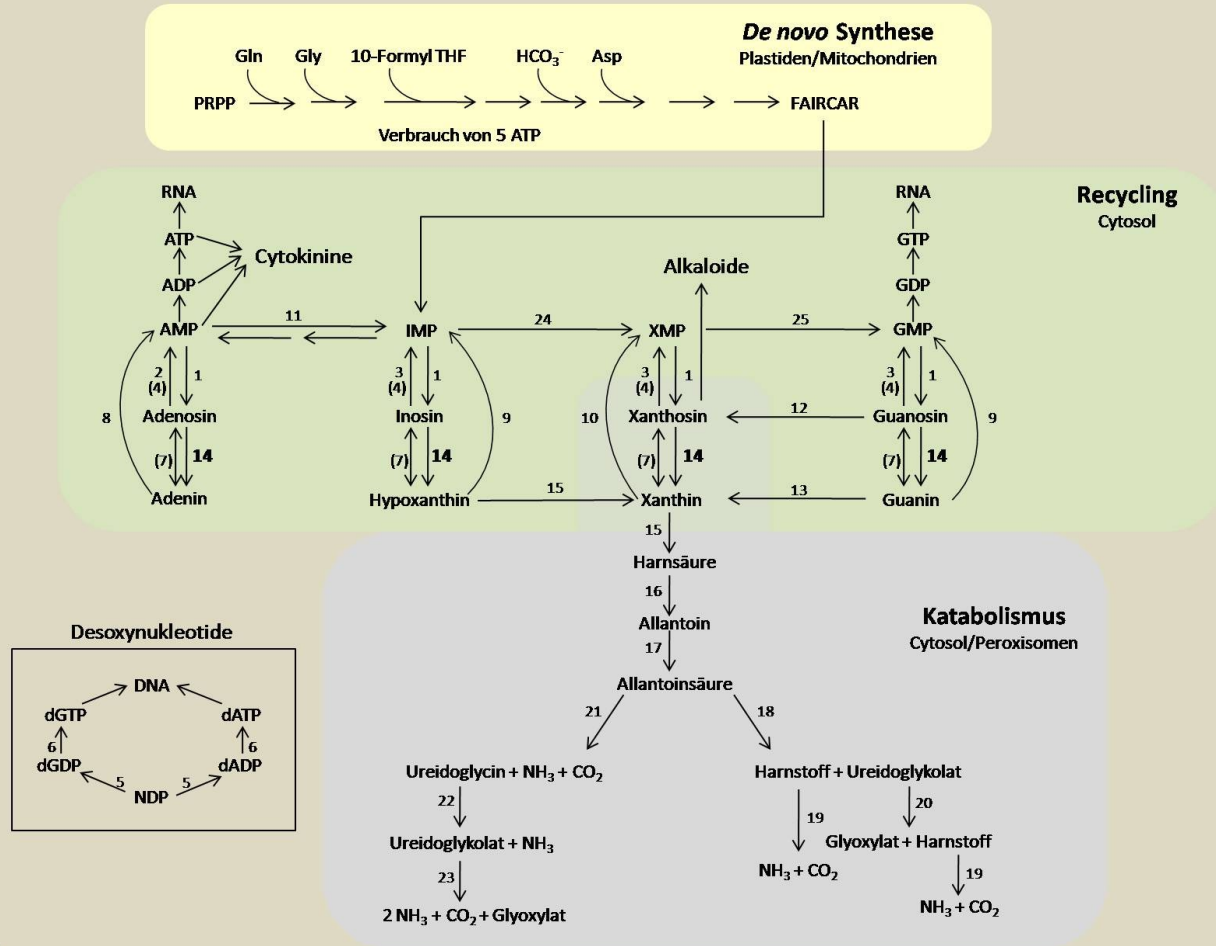 De novo Synthese
Plastiden/Mitochondrien
Gln Gly 10-Formyl THF HCO₃⁻ Asp
PRPP FAIRCAR
Verbrauch von 5 ATP
Recycling
Cytosol
RNA RNA
ATP GTP
Cytokinine Alkaloide
ADP GDP
AMP 11 IMP 24 XMP 25 GMP
8 2 (4) 1 3 (4) 1 9 10 3 (4) 1 3 (4) 1 9
Adenosin Inosin Xanthosin 12 Guanosin
(7) 14 (7) 14 (7) 14 (7) 14
Adenin Hypoxanthin 15 Xanthin 13 Guanin
15
Harnsäure
16
Allantoin
17
Allantoinsäure
Katabolismus
Cytosol/Peroxisomen
21 18
Ureidoglycin + NH₃ + CO₂ Harnstoff + Ureidoglykolat
22 19 20
Ureidoglykolat + NH₃ Glyoxylat + Harnstoff
23 NH₃ + CO₂ 19
2 NH₃ + CO₂ + Glyoxylat NH₃ + CO₂
Desoxynukleotide
DNA
dGTP dATP
6 6
dGDP dADP
5 5
NDP